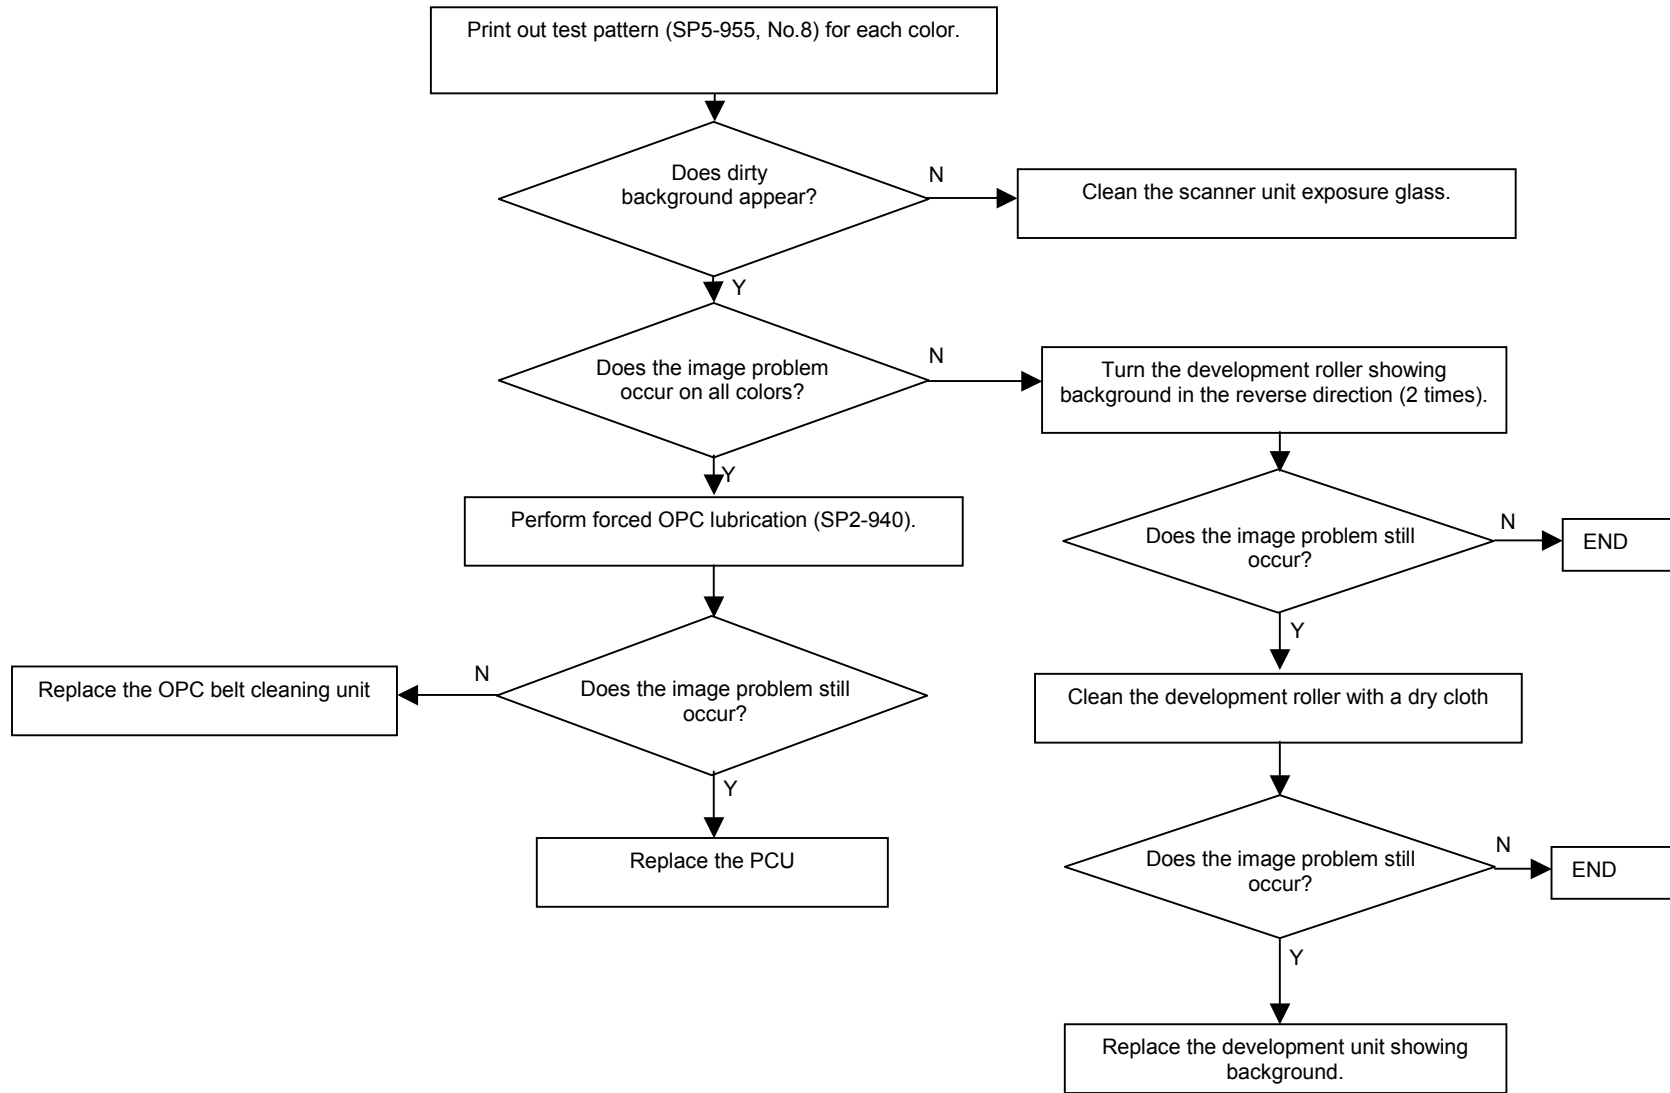 Print out test pattern (SP5-955, No.8) for each color.
Does dirty
background appear?
N
Clean the scanner unit exposure glass.
Y
Does the image problem
occur on all colors?
N
Turn the development roller showing
background in the reverse direction (2 times).
Y
Perform forced OPC lubrication (SP2-940).
Does the image problem still
occur?
N
END
Y
Does the image problem still
occur?
N
Replace the OPC belt cleaning unit
Clean the development roller with a dry cloth
Y
Replace the PCU
Does the image problem still
occur?
N
END
Y
Replace the development unit showing
background.